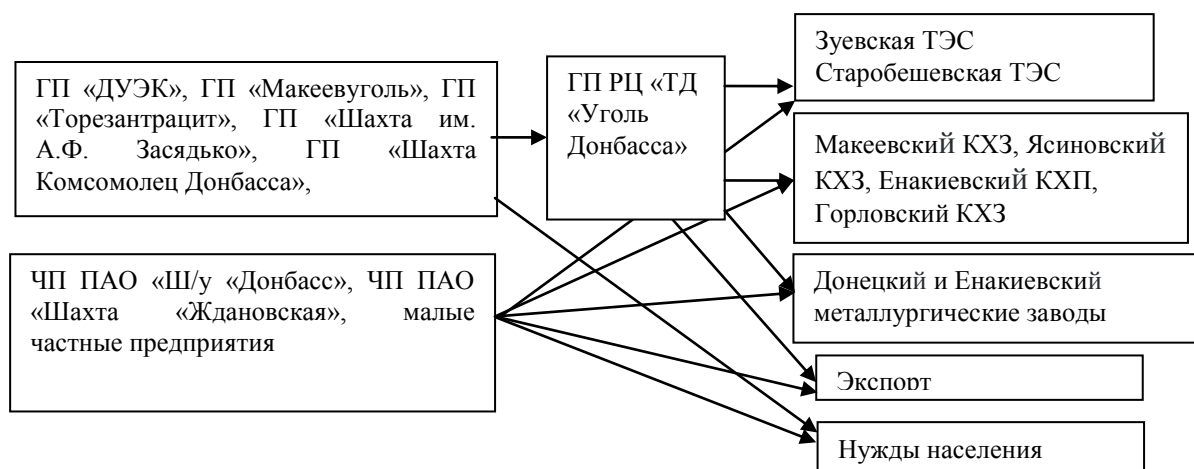 ГП «ДУЭК», ГП «Макеевуголь», ГП
«Торезантрацит», ГП «Шахта им.
А.Ф. Засядько», ГП «Шахта
Комсомолец Донбасса»,
ЧП ПАО «Ш/у «Донбасс», ЧП ПАО
«Шахта «Ждановская», малые
частные предприятия
ГП РЦ «ТД
«Уголь
Донбасса»
Зуевская ТЭС
Старобешевская ТЭС
Макеевский КХЗ, Ясиновский
КХЗ, Енакиевский КХП,
Горловский КХЗ
Донецкий и Енакиевский
металлургические заводы
Экспорт
Нужды населения